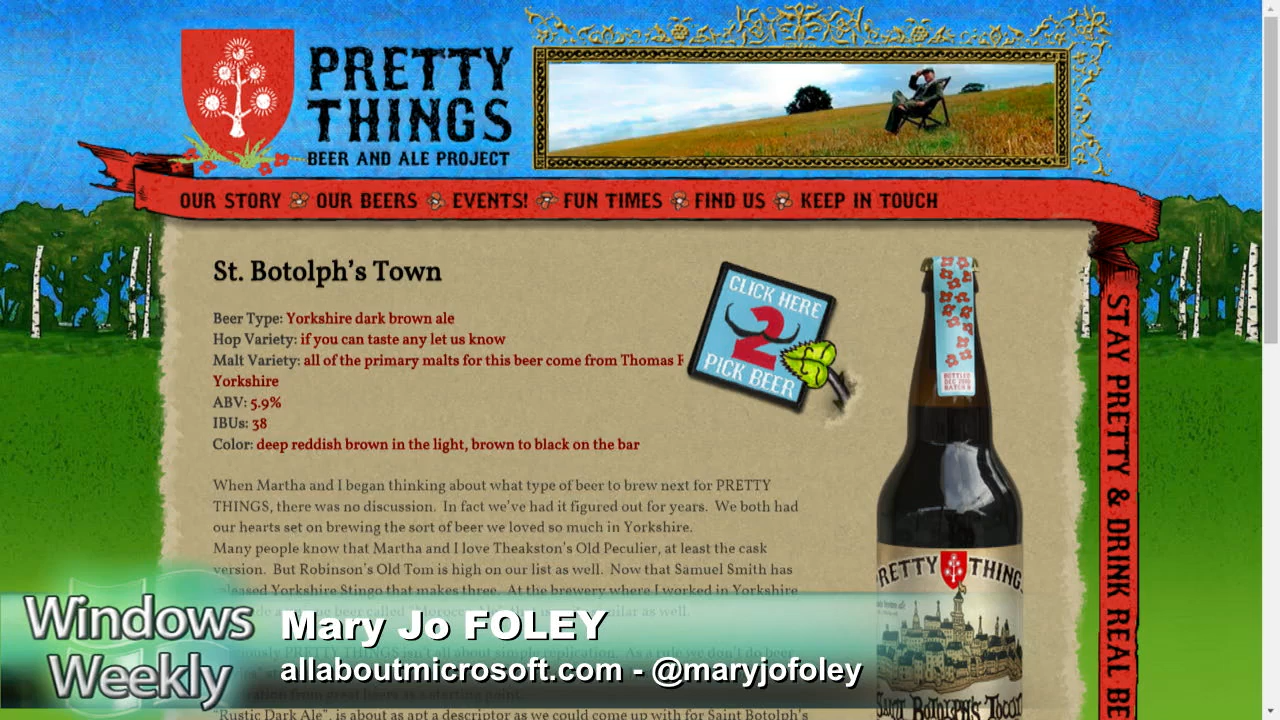 PRETTY
THINGS
BEER AND ALE PROJECT
OUR STORY OUR BEERS EVENTS! FUN TIMES FIND US KEEP IN TOUCH
St. Botolph's Town
Beer Type: Yorkshire dark brown ale
Hop Variety: if you can taste any let us know
Malt Variety: all of the primary malts for this beer come from Thomas
Yorkshire
ABV: 5.9%
IBUs: 38
Color: deep reddish brown in the light, brown to black on the bar
CLICK HERE
2
PICK BEER
BOTTLED
DEC 2010
BATCH
When Martha and I began thinking about what type of beer to brew next for PRETTY
THINGS, there was no discussion. In fact we've had it figured out for years. We both had
our hearts set on brewing the sort of beer we loved so much in Yorkshire.
Many people know that Martha and I love Theakston's Old Peculier, at least the cask
version. But Robinson's Old Tom is high on our list as well. Now that Samuel Smith has
released Yorkshire Stingo that makes three. At the brewery where I worked in Yorkshire
"Rustic Dark Ale", is about as apt a descriptor as we could come up with for Saint Botolph's
STAY PRETTY & DRINK REAL BE
RETTY THING
SAINT BOTOLPH'S TOWN
Windows
Weekly
Mary Jo FOLEY
allaboutmicrosoft.com - @maryjofoley